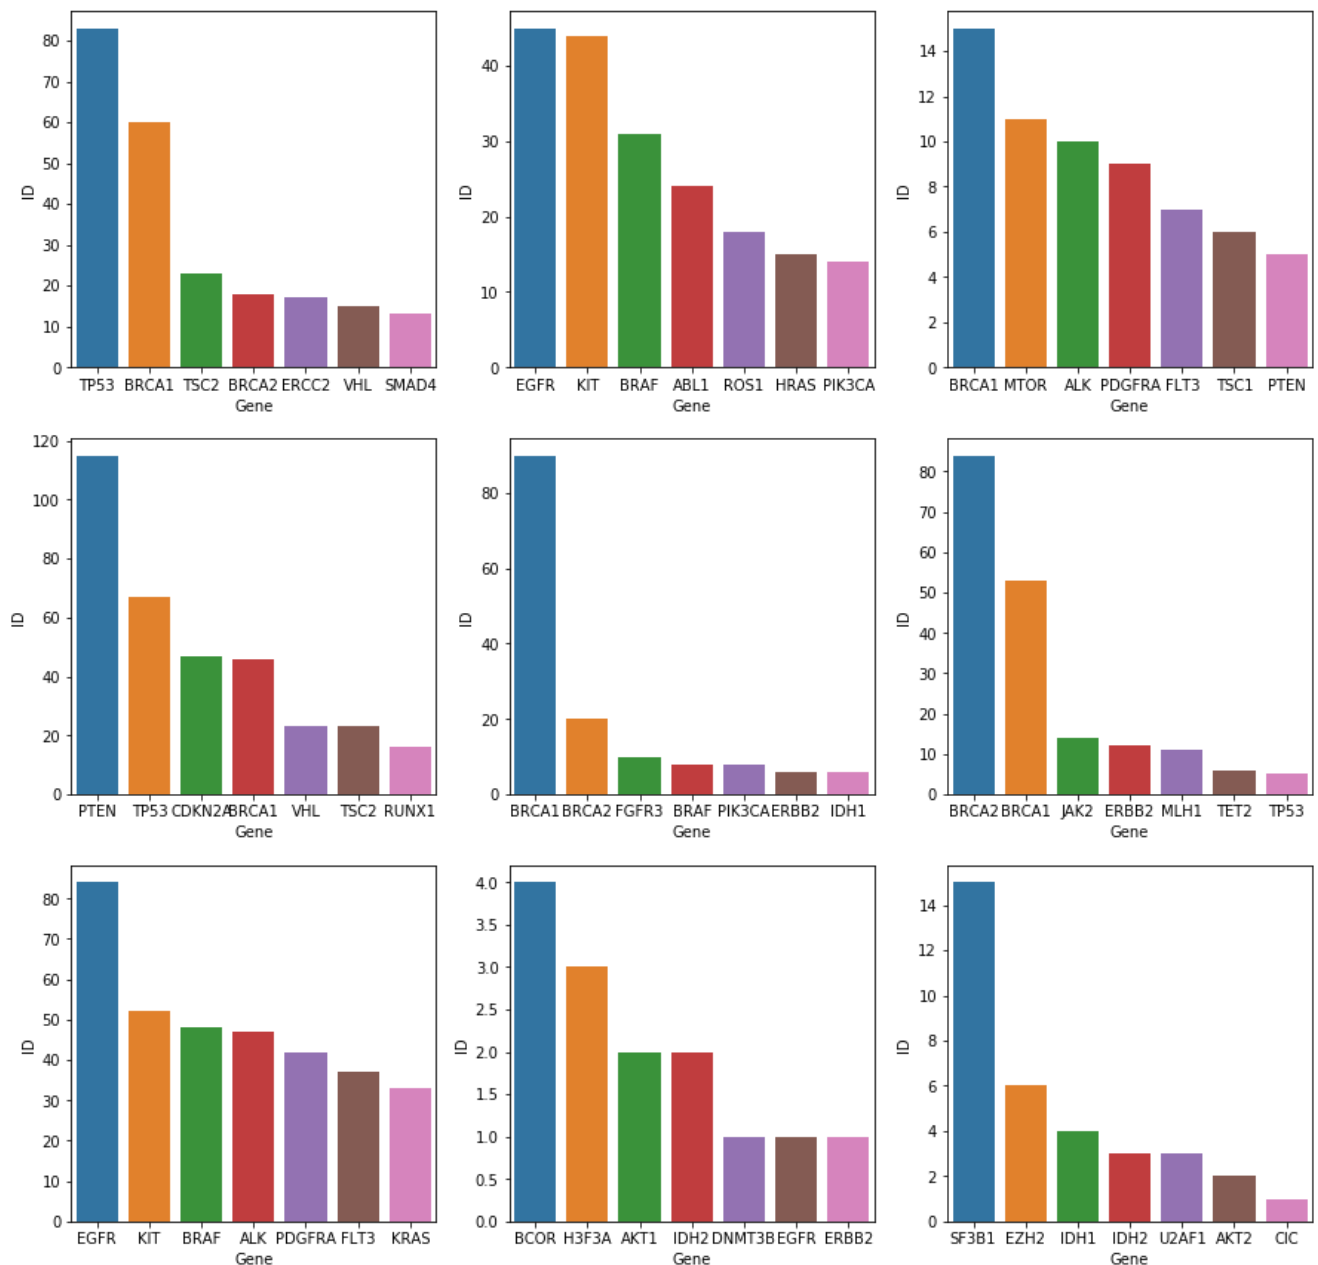 80
70
60
50
40
30
20
10
0
ID
TP53 BRCA1 TSC2 BRCA2 ERCC2 VHL SMAD4
Gene
40
30
20
10
0
ID
EGFR KIT BRAF ABL1 ROS1 HRAS PIK3CA
Gene
14
12
10
8
6
4
2
0
ID
BRCA1 MTOR ALK PDGFRA FLT3 TSC1 PTEN
Gene
120
100
80
60
40
20
0
ID
PTEN TP53 CDKN2A BRCA1 VHL TSC2 RUNX1
Gene
80
60
40
20
0
ID
BRCA1 BRCA2 FGFR3 BRAF PIK3CA ERBB2 IDH1
Gene
80
70
60
50
40
30
20
10
0
ID
BRCA2 BRCA1 JAK2 ERBB2 MLH1 TET2 TP53
Gene
80
70
60
50
40
30
20
10
0
ID
EGFR KIT BRAF ALK PDGFRA FLT3 KRAS
Gene
4.0
3.5
3.0
2.5
2.0
1.5
1.0
0.5
0.0
ID
BCOR H3F3A AKT1 IDH2 DNMT3B EGFR ERBB2
Gene
14
12
10
8
6
4
2
0
ID
SF3B1 EZH2 IDH1 IDH2 U2AF1 AKT2 CIC
Gene